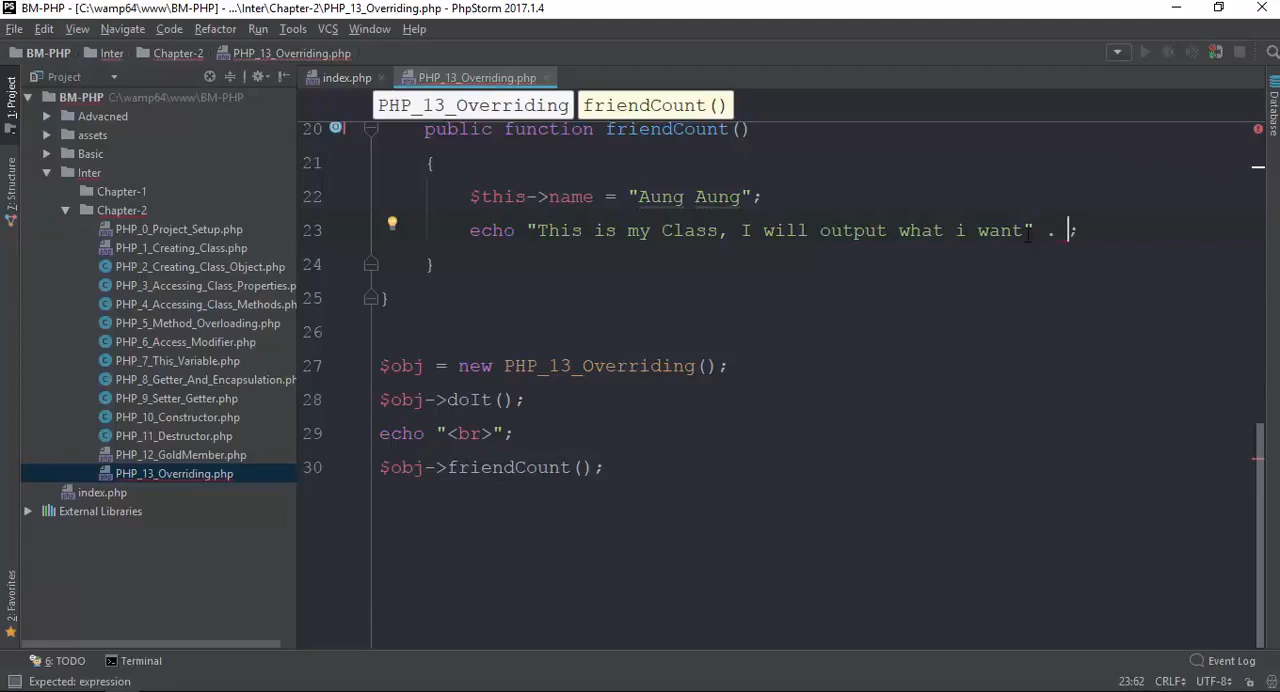 BM-PHP - [C:\wamp64\www\BM-PHP] - ...\Inter\Chapter-2\PHP_13_Overriding.php - PhpStorm 2017.1.4
File Edit View Navigate Code Refactor Run Tools VCS Window Help
BM-PHP Inter Chapter-2 PHP_13_Overriding.php
Project index.php PHP_13_Overriding.php
1: Project
7: Structure
2: Favorites
Database
BM-PHP C:\wamp64\www\BM-PHP
Advacned
assets
Basic
Inter
Chapter-1
Chapter-2
PHP_0_Project_Setup.php
PHP_1_Creating_Class.php
PHP_2_Creating_Class_Object.php
PHP_3_Accessing_Class_Properties.p
PHP_4_Accessing_Class_Methods.ph
PHP_5_Method_Overloading.php
PHP_6_Access_Modifier.php
PHP_7_This_Variable.php
PHP_8_Getter_And_Encapsulation.ph
PHP_9_Setter_Getter.php
PHP_10_Constructor.php
PHP_11_Destructor.php
PHP_12_GoldMember.php
PHP_13_Overriding.php
index.php
External Libraries
PHP_13_Overriding friendCount()
20 public function friendCount()
21 {
22 $this->name = "Aung Aung";
23 echo "This is my Class, I will output what i want" . ;
24 }
25 }
26
27 $obj = new PHP_13_Overriding();
28 $obj->doIt();
29 echo "<br>";
30 $obj->friendCount();
6: TODO Terminal Event Log
Expected: expression 23:62 CRLF UTF-8